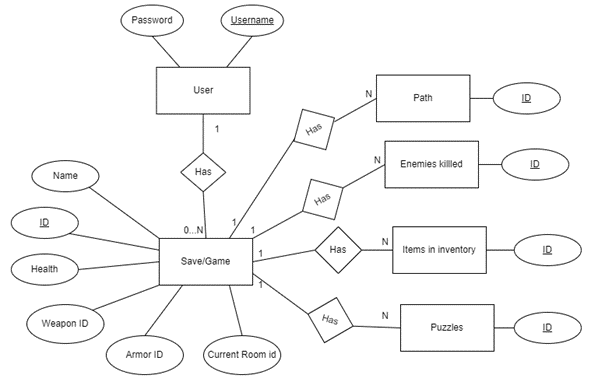 Password
Username
User
1
Has
0...N
Name
ID
Health
Weapon ID
Armor ID
Current Room id
Save/Game
1
Has
N
Path
ID
1
Has
N
Enemies killled
ID
1
Has
N
Items in inventory
ID
1
Has
N
Puzzles
ID